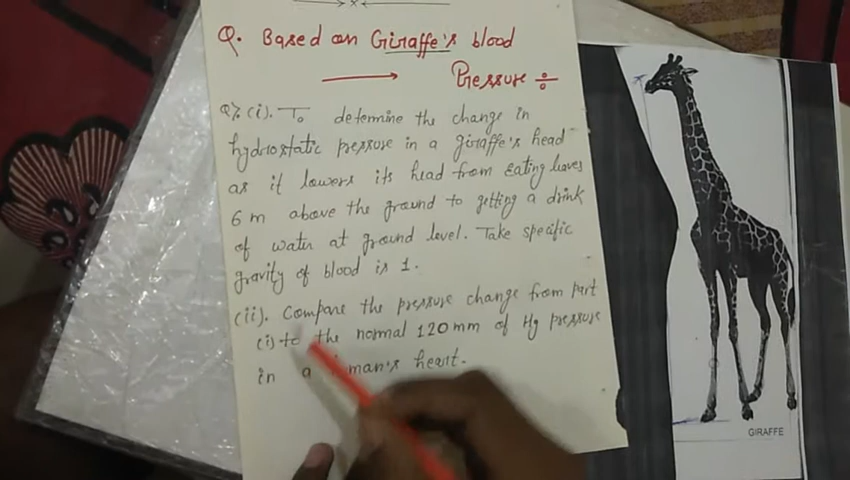 Q. Based on Giraffe's blood
Pressure ÷
Q1. (i). To determine the change in
hydrostatic pressure in a giraffe's head
as it lowers its head from eating leaves
6 m above the ground to getting a drink
of water at ground level. Take specific
gravity of blood is 1.
(ii). Compare the pressure change from part
(i) to the normal 120 mm of Hg pressure
in a man's heart.
GIRAFFE